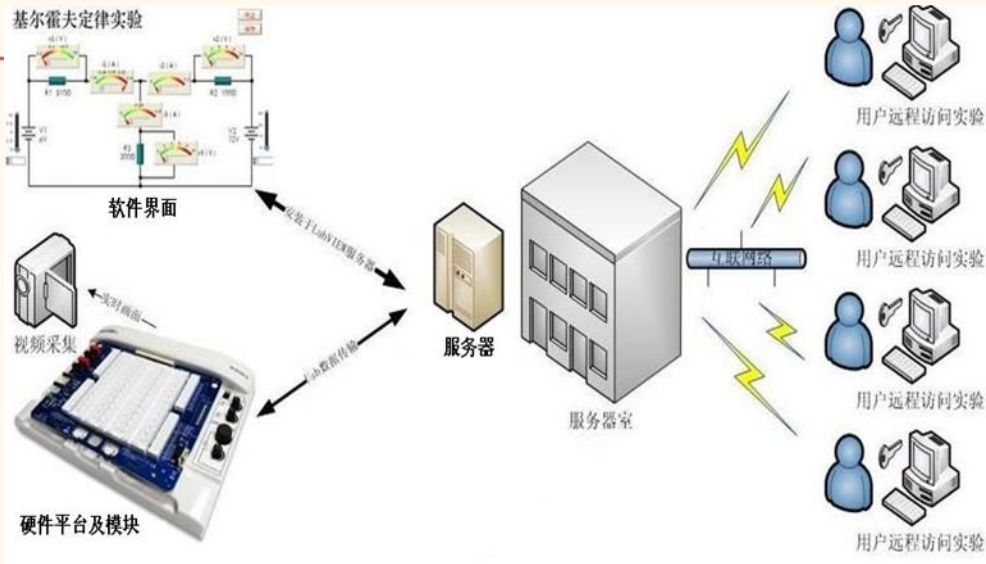 基尔霍夫定律实验
软件界面
安装于LabVIEW服务器
实时画面
视频采集
Usb数据传输
硬件平台及模块
服务器
服务器室
互联网络
用户远程访问实验
用户远程访问实验
用户远程访问实验
用户远程访问实验